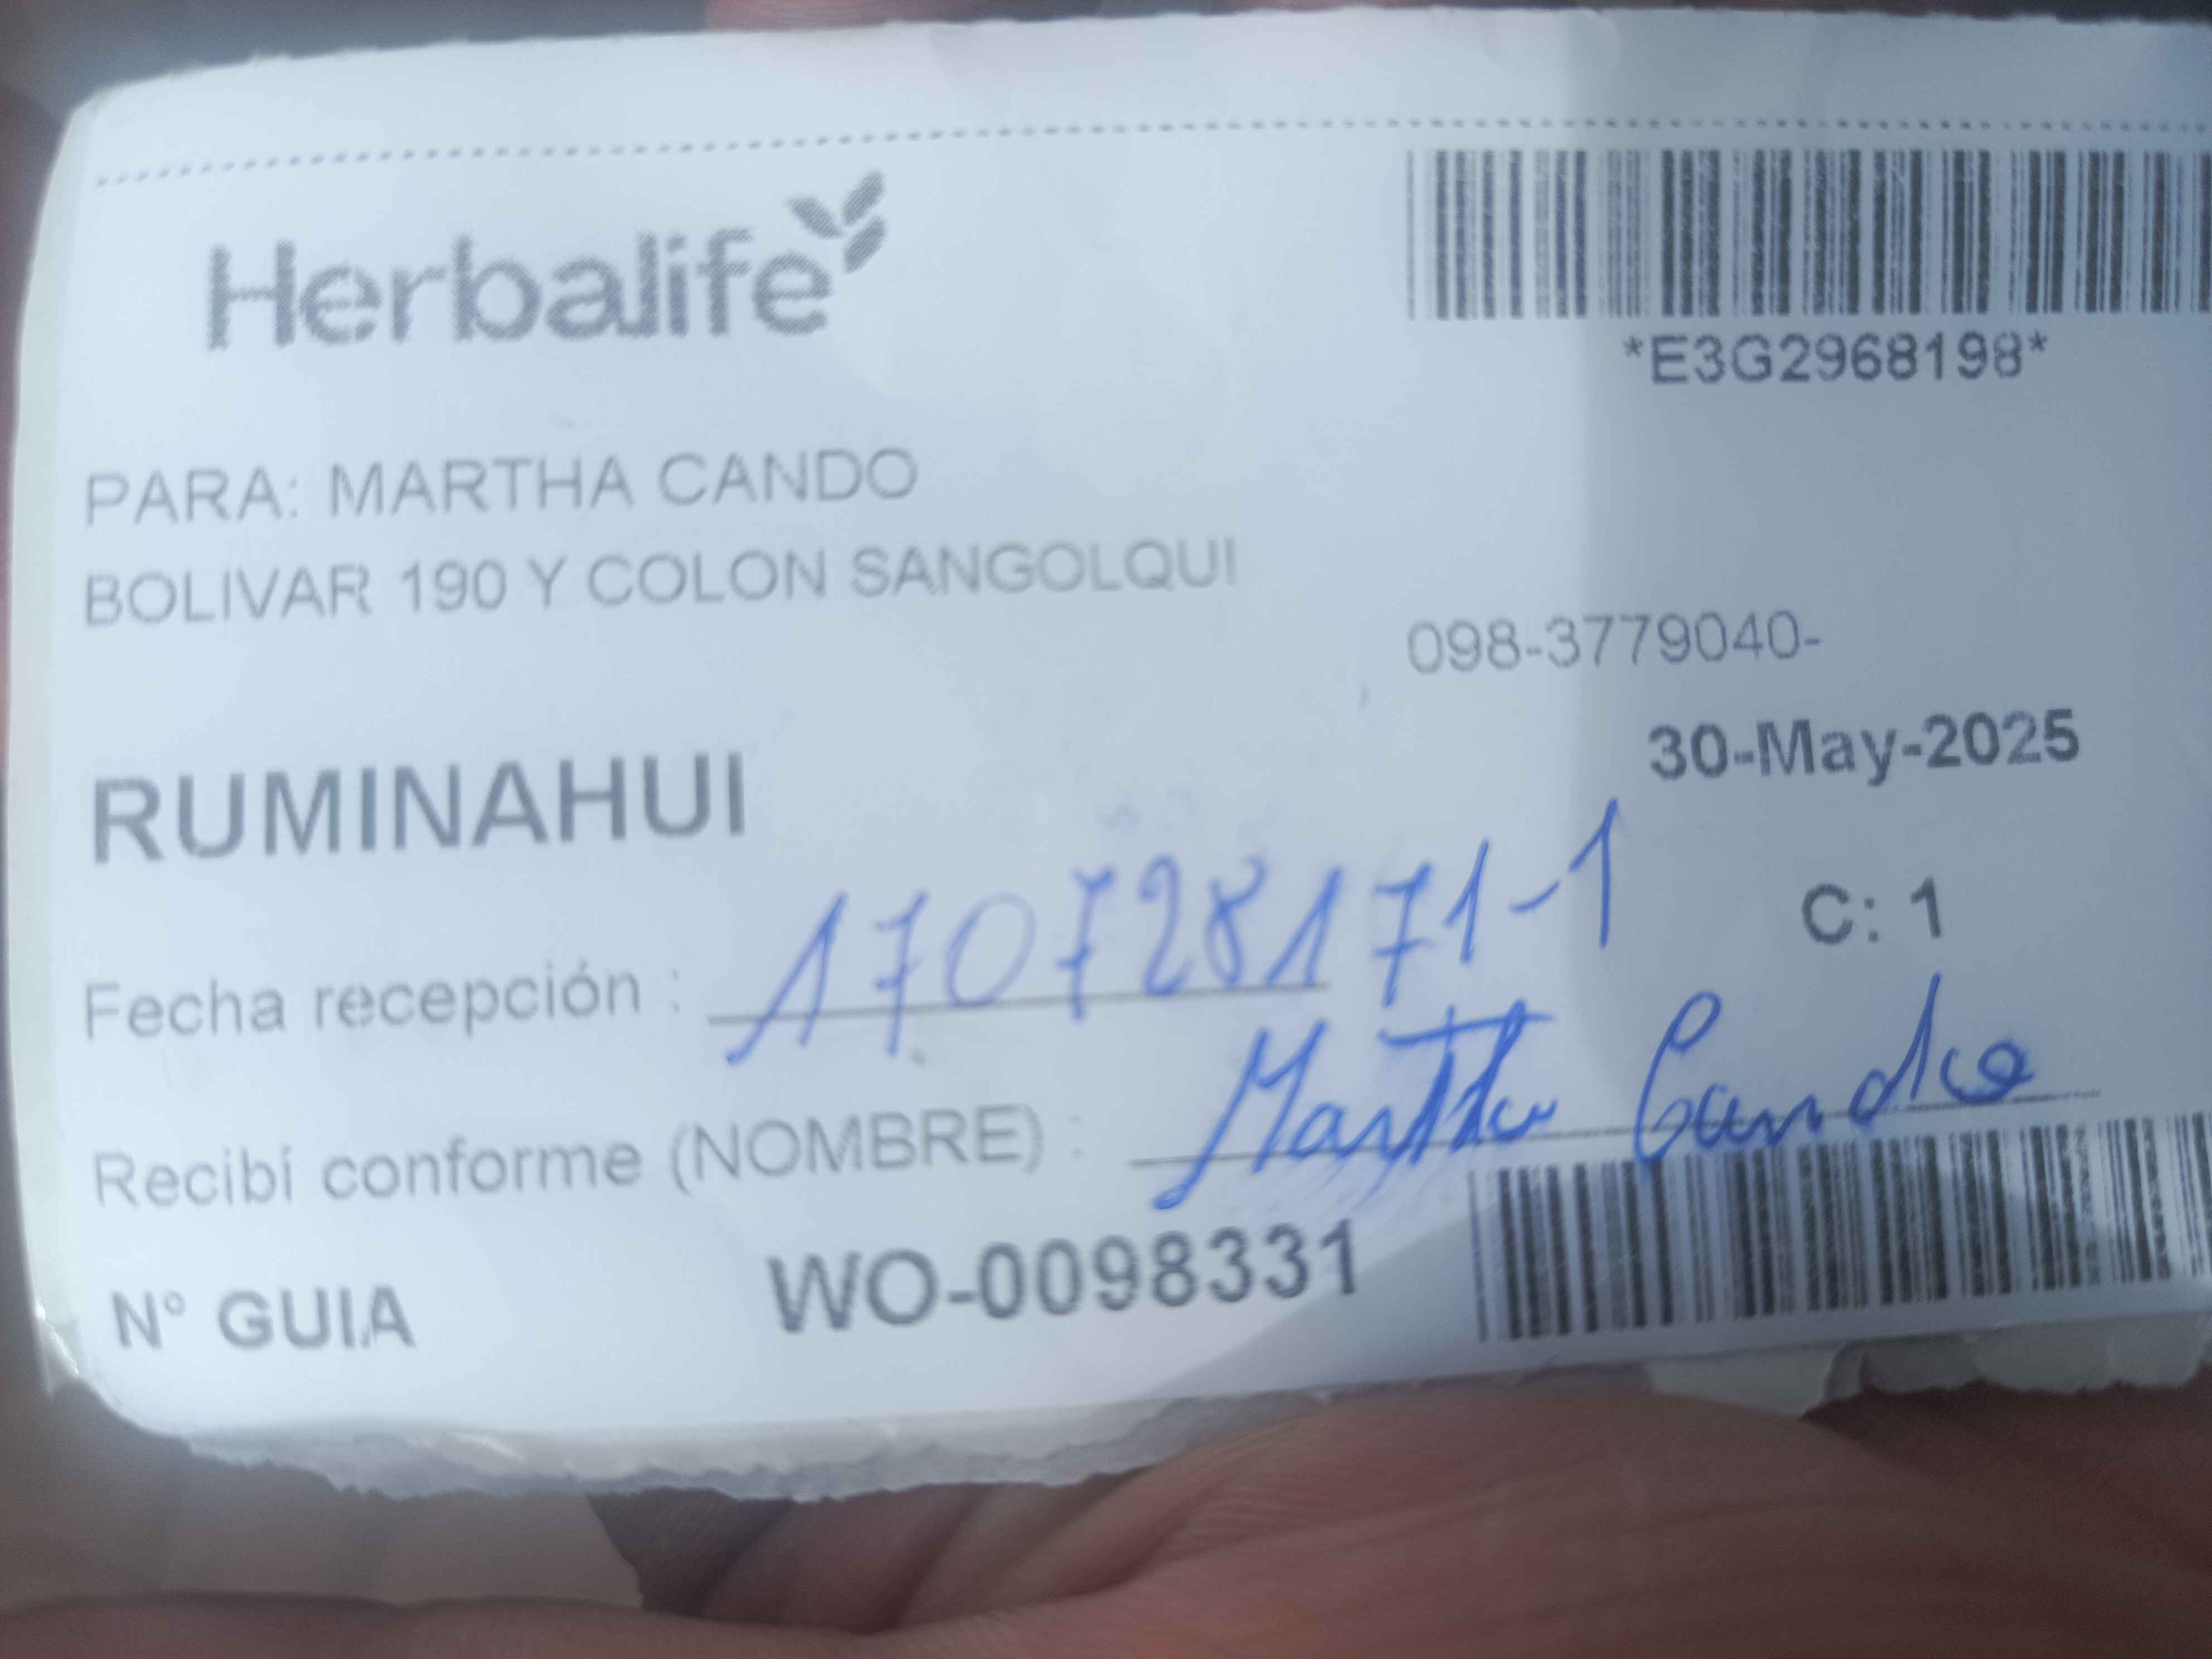 Herbalife
*E3G2968198*
PARA: MARTHA CANDO
BOLIVAR 190 Y COLON SANGOLQUI
098-3779040-
30-May-2025
RUMINAHUI
C: 1
Fecha recepción : 170728171-1
Recibí conforme (NOMBRE) : Martha Cando
N° GUIA WO-0098331